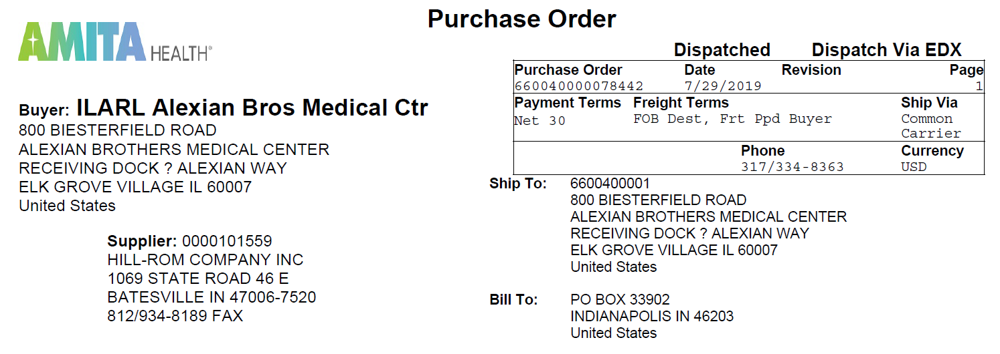 Purchase Order
AMITA HEALTH®
Dispatched Dispatch Via EDX
Purchase Order Date Revision Page
660040000078442 7/29/2019 1
Payment Terms Freight Terms Ship Via
Net 30 FOB Dest, Frt Ppd Buyer Common
Carrier
Phone Currency
317/334-8363 USD
Buyer: ILARL Alexian Bros Medical Ctr
800 BIESTERFIELD ROAD
ALEXIAN BROTHERS MEDICAL CENTER
RECEIVING DOCK ? ALEXIAN WAY
ELK GROVE VILLAGE IL 60007
United States
Ship To: 6600400001
800 BIESTERFIELD ROAD
ALEXIAN BROTHERS MEDICAL CENTER
RECEIVING DOCK ? ALEXIAN WAY
ELK GROVE VILLAGE IL 60007
United States
Supplier: 0000101559
HILL-ROM COMPANY INC
1069 STATE ROAD 46 E
BATESVILLE IN 47006-7520
812/934-8189 FAX
Bill To: PO BOX 33902
INDIANAPOLIS IN 46203
United States